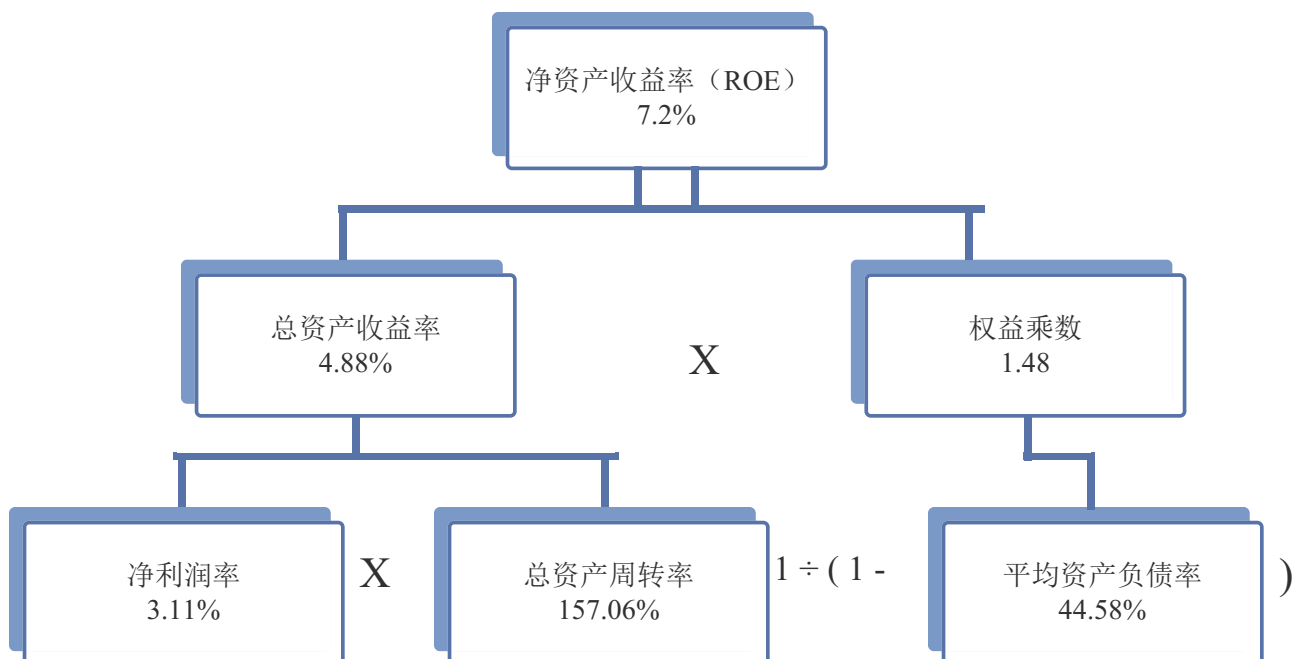 净资产收益率（ROE）
7.2%
总资产收益率
4.88%
X
权益乘数
1.48
净利润率
3.11%
X
总资产周转率
157.06%
1 ÷ ( 1 -
平均资产负债率
44.58%
)